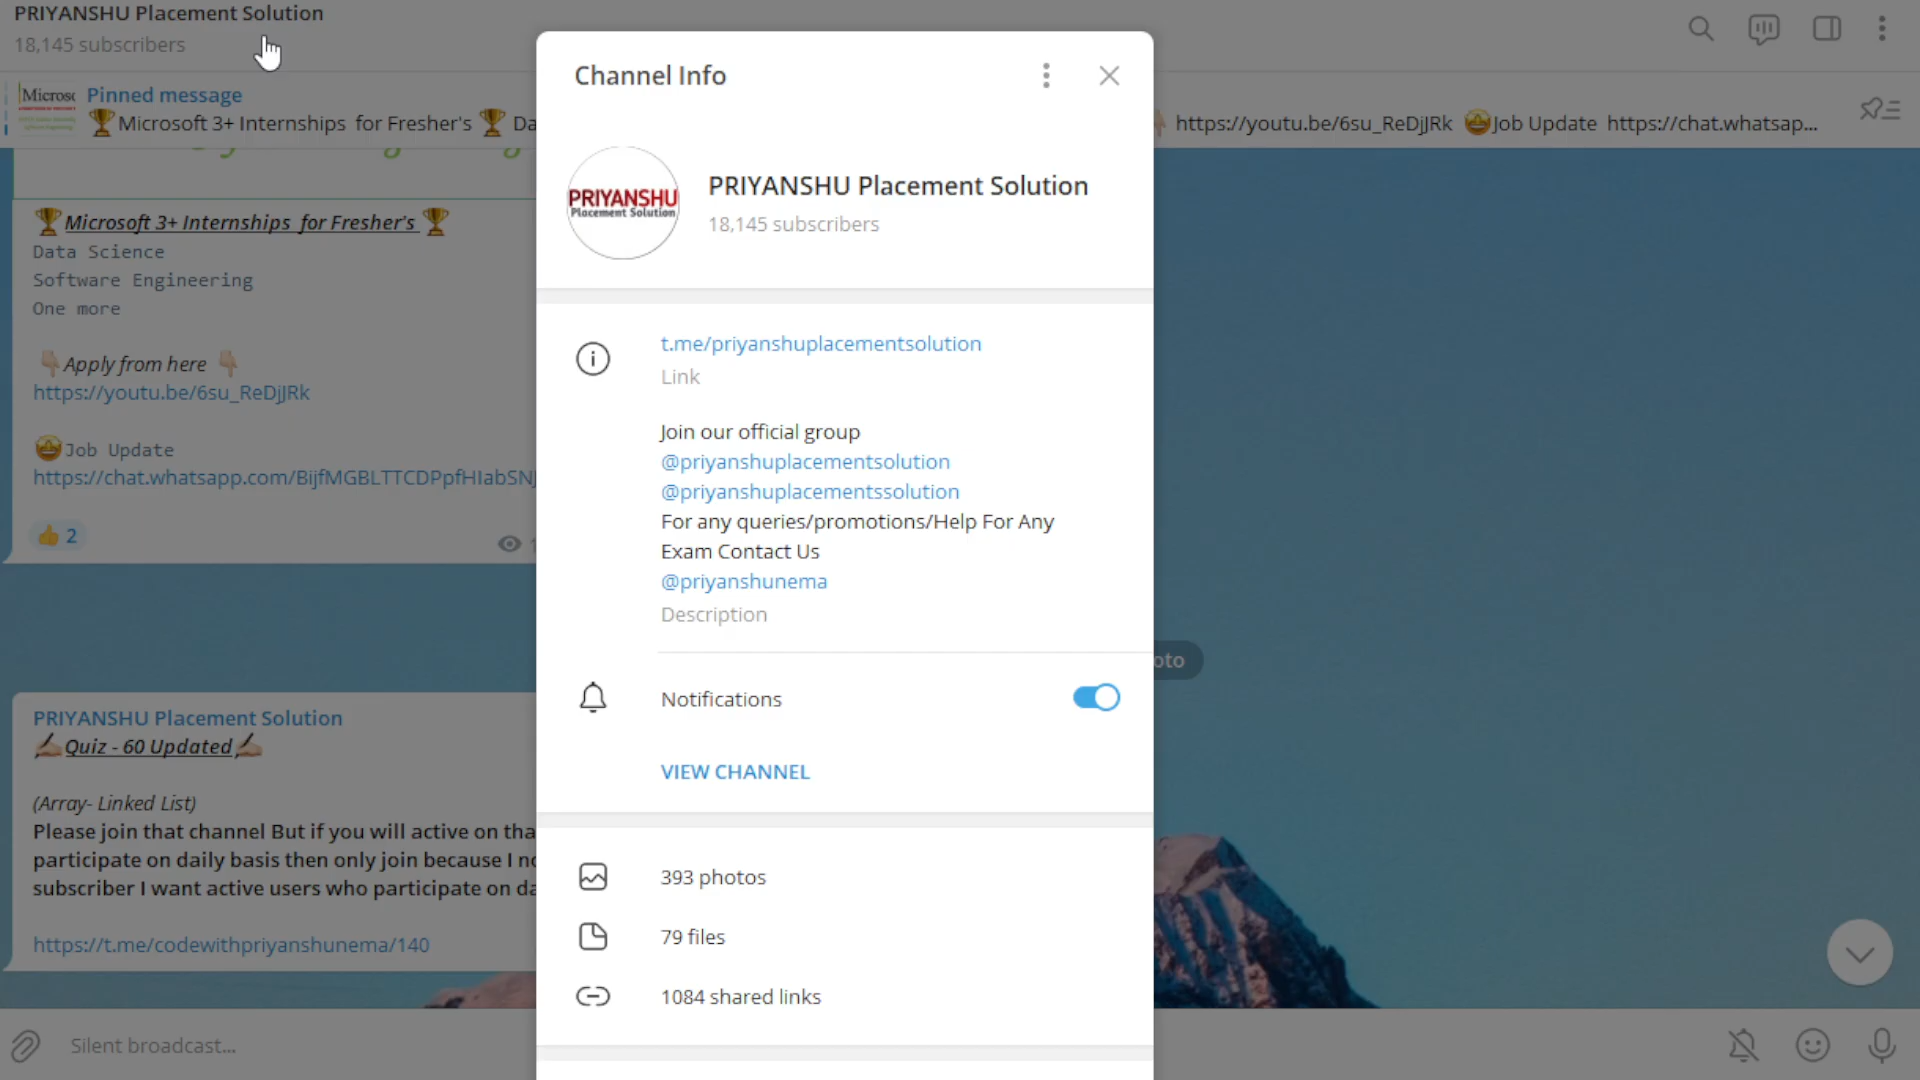 PRIYANSHU Placement Solution
18,145 subscribers
Pinned message
🏆Microsoft 3+ Internships for Fresher's 🏆 Da
https://youtu.be/6su_ReDjJRk 🤩Job Update https://chat.whatsap...
🏆Microsoft 3+ Internships for Fresher's 🏆
Data Science
Software Engineering
One more
👇🏻Apply from here 👇🏻
https://youtu.be/6su_ReDjJRk
🤩Job Update
https://chat.whatsapp.com/BijfMGBLTTCDPpfHIabSN
👍 2
PRIYANSHU Placement Solution
✍🏻Quiz - 60 Updated✍🏻
(Array- Linked List)
Please join that channel But if you will active on tha
participate on daily basis then only join because I no
subscriber I want active users who participate on da
https://t.me/codewithpriyanshunema/140
Silent broadcast...
Channel Info
PRIYANSHU
Placement Solution
PRIYANSHU Placement Solution
18,145 subscribers
t.me/priyanshuplacementsolution
Link
Join our official group
@priyanshuplacementsolution
@priyanshuplacementssolution
For any queries/promotions/Help For Any
Exam Contact Us
@priyanshunema
Description
Notifications
VIEW CHANNEL
393 photos
79 files
1084 shared links
oto